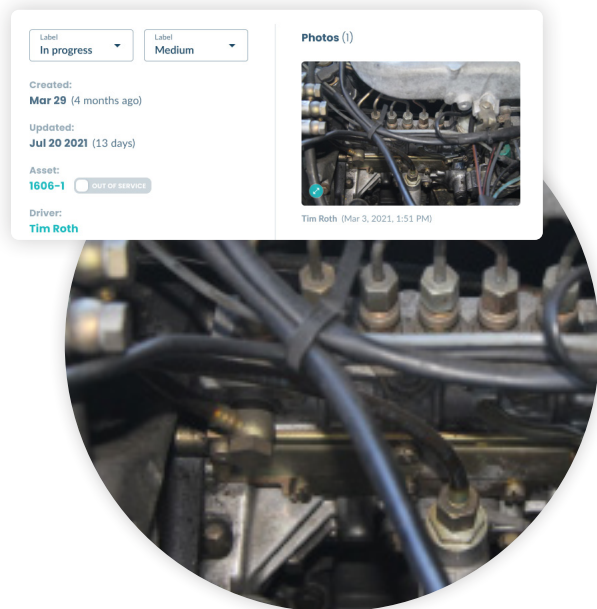 Label
In progress
Label
Medium
Created:
Mar 29 (4 months ago)
Updated:
Jul 20 2021 (13 days)
Asset:
1606-1 OUT OF SERVICE
Driver:
Tim Roth
Photos (1)
Tim Roth (Mar 3, 2021, 1:51 PM)